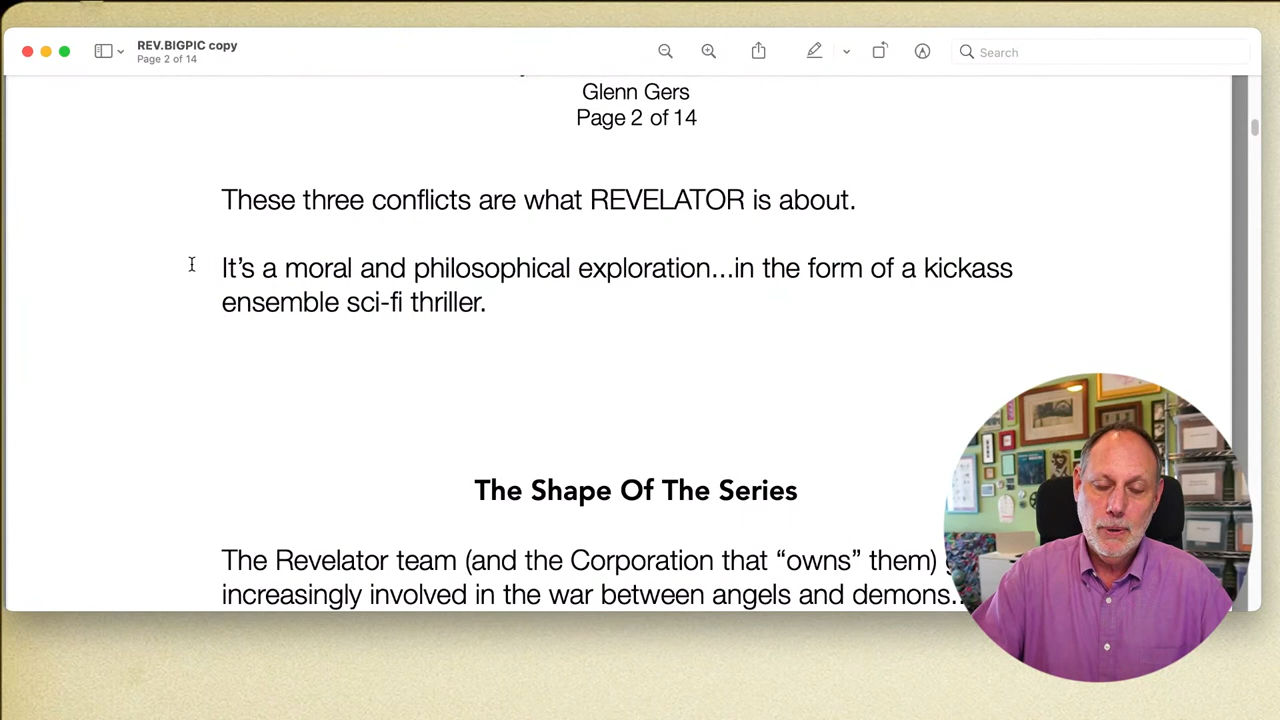 REV.BIGPIC copy
Page 2 of 14
Search
Glenn Gers
Page 2 of 14
These three conflicts are what REVELATOR is about.
It's a moral and philosophical exploration...in the form of a kickass
ensemble sci-fi thriller.
The Shape Of The Series
The Revelator team (and the Corporation that “owns” them)
increasingly involved in the war between angels and demons..